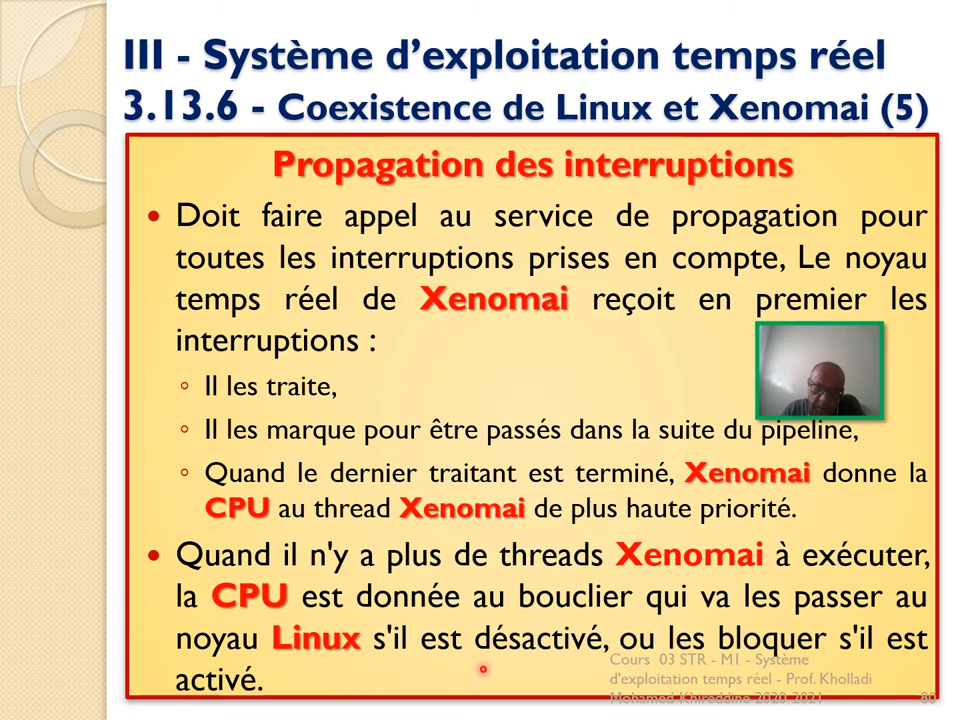 III - Système d’exploitation temps réel
3.13.6 - Coexistence de Linux et Xenomai (5)
Propagation des interruptions
• Doit faire appel au service de propagation pour
toutes les interruptions prises en compte, Le noyau
temps réel de Xenomai reçoit en premier les
interruptions :
◦ Il les traite,
◦ Il les marque pour être passés dans la suite du pipeline,
◦ Quand le dernier traitant est terminé, Xenomai donne la
CPU au thread Xenomai de plus haute priorité.
• Quand il n'y a plus de threads Xenomai à exécuter,
la CPU est donnée au bouclier qui va les passer au
noyau Linux s'il est désactivé, ou les bloquer s'il est
activé.
Cours 03 STR - M1 - Système
d'exploitation temps réel - Prof. Kholladi
Mohamed-Khireddine 2020-2021
80